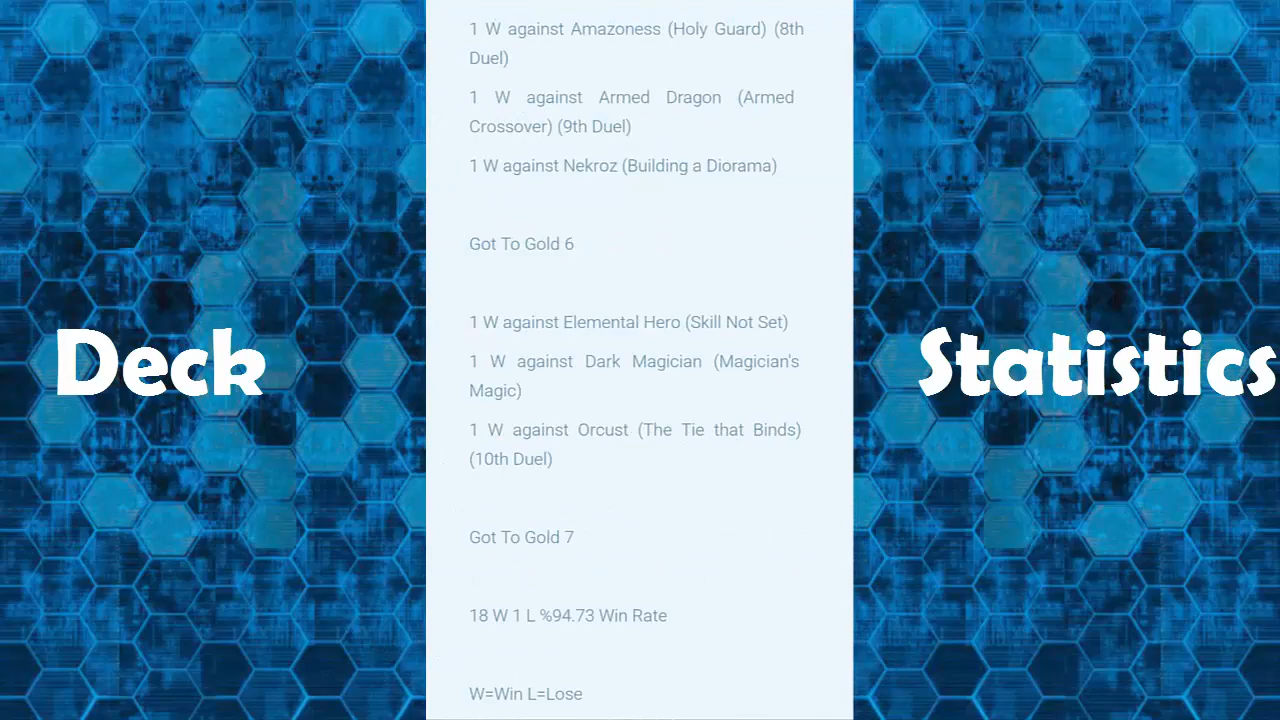 1 W against Amazoness (Holy Guard) (8th
Duel)
1 W against Armed Dragon (Armed
Crossover) (9th Duel)
1 W against Nekroz (Building a Diorama)
Got To Gold 6
1 W against Elemental Hero (Skill Not Set)
Deck
Statistics
1 W against Dark Magician (Magician's
Magic)
1 W against Orcust (The Tie that Binds)
(10th Duel)
Got To Gold 7
18 W 1 L %94.73 Win Rate
W=Win L=Lose